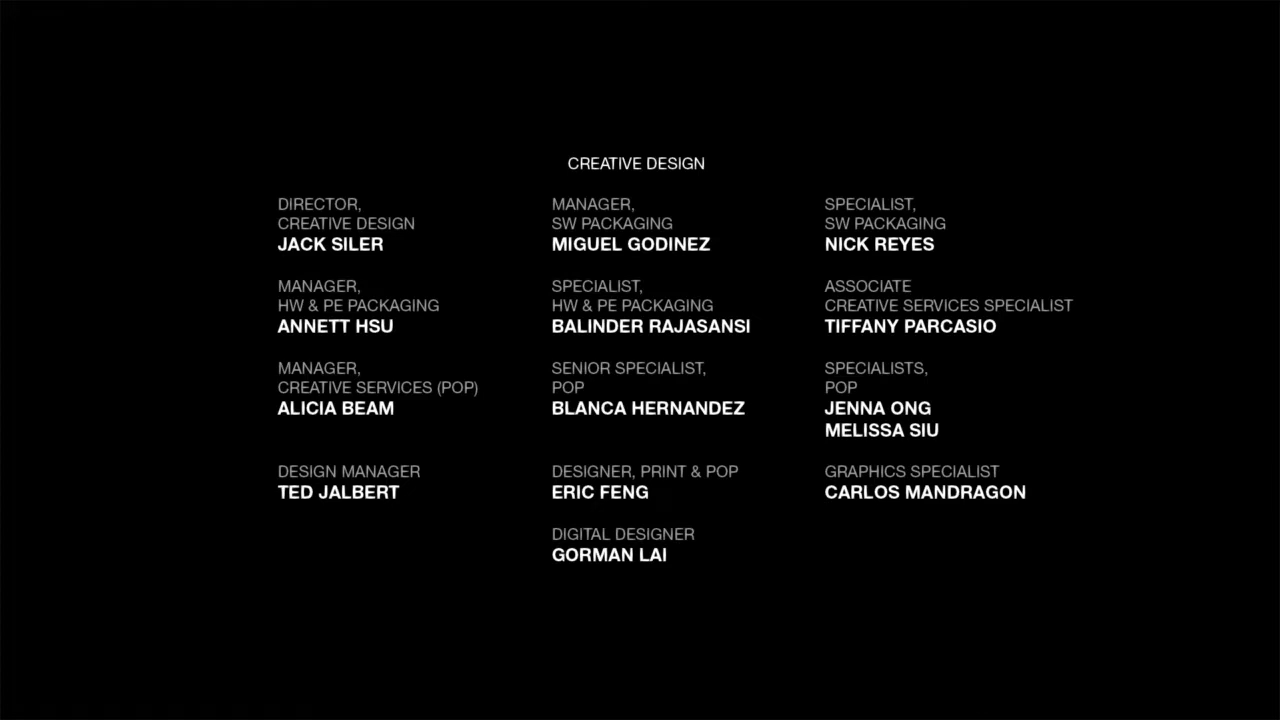 CREATIVE DESIGN
DIRECTOR,
CREATIVE DESIGN
JACK SILER
MANAGER,
SW PACKAGING
MIGUEL GODINEZ
SPECIALIST,
SW PACKAGING
NICK REYES
MANAGER,
HW & PE PACKAGING
ANNETT HSU
SPECIALIST,
HW & PE PACKAGING
BALINDER RAJASANSI
ASSOCIATE
CREATIVE SERVICES SPECIALIST
TIFFANY PARCASIO
MANAGER,
CREATIVE SERVICES (POP)
ALICIA BEAM
SENIOR SPECIALIST,
POP
BLANCA HERNANDEZ
SPECIALISTS,
POP
JENNA ONG
MELISSA SIU
DESIGN MANAGER
TED JALBERT
DESIGNER, PRINT & POP
ERIC FENG
GRAPHICS SPECIALIST
CARLOS MANDRAGON
DIGITAL DESIGNER
GORMAN LAI